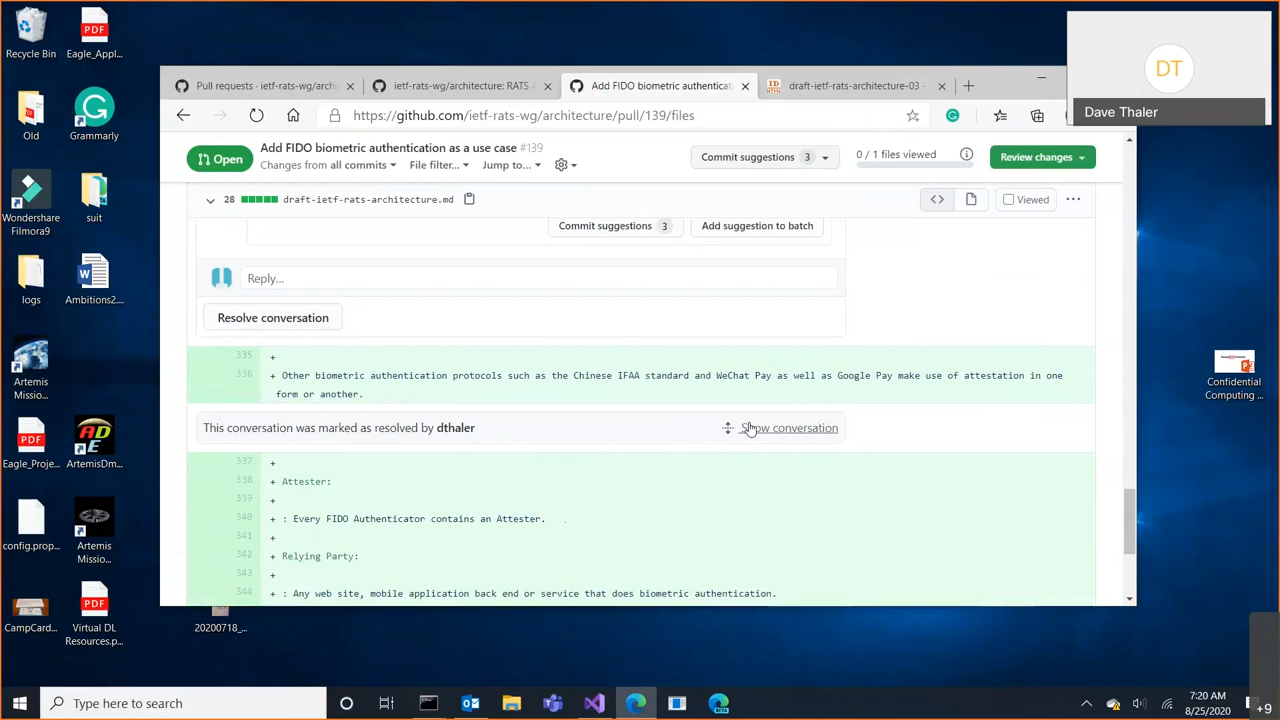 Recycle Bin
Eagle_Appl...
Old
Grammarly
Wondershare
Filmora9
suit
logs
Ambitions2....
Artemis
Missio...
PDF
Eagle_Proje...
ADE
ArtemisDm...
config.prop...
Artemis
Missio...
CampCard...
PDF
Virtual DL
Resources.p...
20200718_...
PDF
Pull requests · ietf-rats-wg/arch
ietf-rats-wg/architecture: RATS A
Add FIDO biometric authenticat
draft-ietf-rats-architecture-03 -
https://github.com/ietf-rats-wg/architecture/pull/139/files
Open
Add FIDO biometric authentication as a use case #139
Changes from all commits
File filter...
Jump to...
Commit suggestions 3
0 / 1 files viewed
Review changes
28
draft-ietf-rats-architecture.md
Viewed
Commit suggestions 3
Add suggestion to batch
Reply...
Resolve conversation
335 +
336 + Other biometric authentication protocols such as the Chinese IFAA standard and WeChat Pay as well as Google Pay make use of attestation in one
form or another.
This conversation was marked as resolved by dthaler
Show conversation
337 +
338 + Attester:
339 +
340 + : Every FIDO Authenticator contains an Attester.
341 +
342 + Relying Party:
343 +
344 + : Any web site, mobile application back end or service that does biometric authentication.
DT
Dave Thaler
Confidential
Computing ...
Type here to search
7:20 AM
8/25/2020
+9